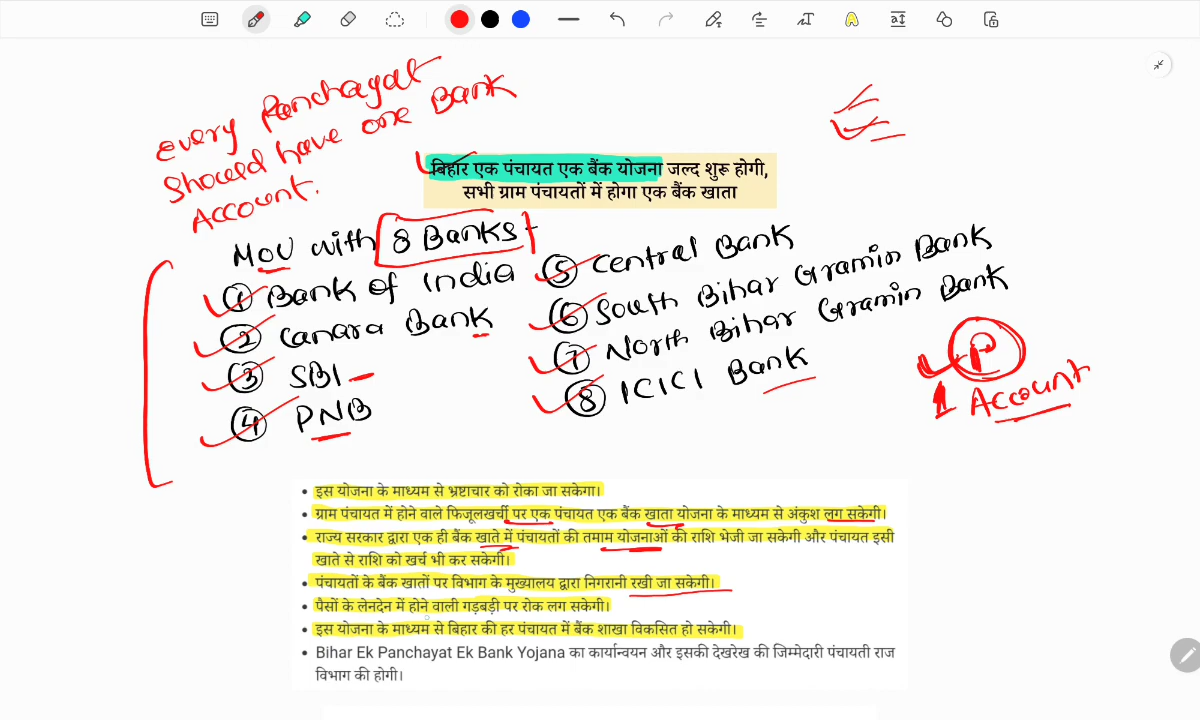 Every Panchayat
Should have one Bank
Account.
बिहार एक पंचायत एक बैंक योजना जल्द शुरू होगी,
सभी ग्राम पंचायतों में होगा एक बैंक खाता
MOU with 8 Banks-
① Bank of India
② Canara Bank
③ SBI
④ PNB
⑤ Central Bank
⑥ South Bihar Gramin Bank
⑦ North Bihar Gramin Bank
⑧ ICICI Bank
P
1 Account
• इस योजना के माध्यम से भ्रष्टाचार को रोका जा सकेगा।
• ग्राम पंचायत में होने वाले फिजूलखर्ची पर एक पंचायत एक बैंक खाता योजना के माध्यम से अंकुश लग सकेगी।
• राज्य सरकार द्वारा एक ही बैंक खाते में पंचायतों की तमाम योजनाओं की राशि भेजी जा सकेगी और पंचायत इसी
खाते से राशि को खर्च भी कर सकेगी।
• पंचायतों के बैंक खातों पर विभाग के मुख्यालय द्वारा निगरानी रखी जा सकेगी।
• पैसों के लेनदेन में होने वाली गड़बड़ी पर रोक लग सकेगी।
• इस योजना के माध्यम से बिहार की हर पंचायत में बैंक शाखा विकसित हो सकेगी।
• Bihar Ek Panchayat Ek Bank Yojana का कार्यान्वयन और इसकी देखरेख की जिम्मेदारी पंचायती राज
विभाग की होगी।